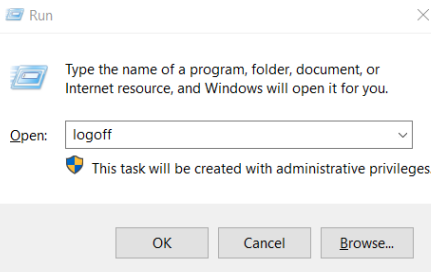 Run
Type the name of a program, folder, document, or
Internet resource, and Windows will open it for you.
Open: logoff
This task will be created with administrative privileges.
OK Cancel Browse...